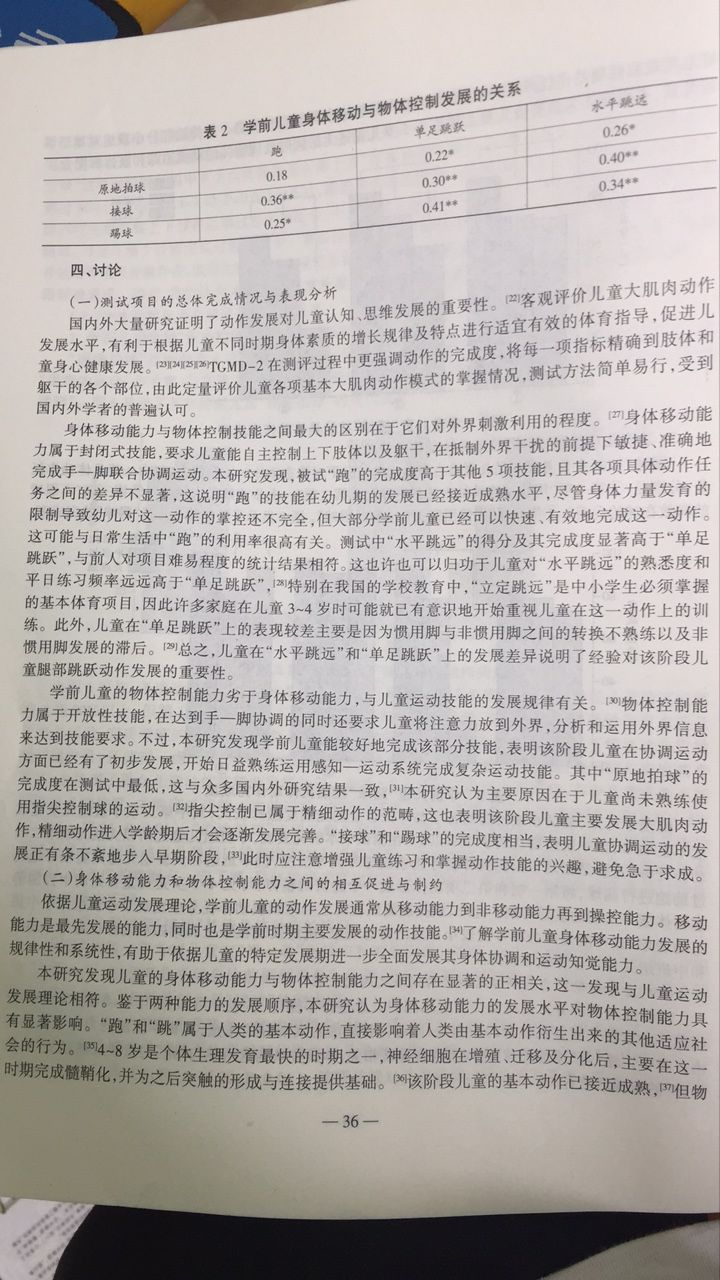 表 2 学前儿童身体移动与物体控制发展的关系
跑 单足跳跃 水平跳远
原地拍球 0.18 0.22* 0.26*
接球 0.36** 0.30** 0.40**
踢球 0.25* 0.41** 0.34**
四、讨论
(一)测试项目的总体完成情况与表现分析
国内外大量研究证明了动作发展对儿童认知、思维发展的重要性。[22]客观评价儿童大肌肉动作
发展水平,有利于根据儿童不同时期身体素质的增长规律及特点进行适宜有效的体育指导,促进儿
童身心健康发展。[23][24][25][26]TGMD-2 在测评过程中更强调动作的完成度,将每一项指标精确到肢体和
躯干的各个部位,由此定量评价儿童各项基本大肌肉动作模式的掌握情况,测试方法简单易行,受到
国内外学者的普遍认可。
身体移动能力与物体控制技能之间最大的区别在于它们对外界刺激利用的程度。[27]身体移动能
力属于封闭式技能,要求儿童能自主控制上下肢体以及躯干,在抵制外界干扰的前提下敏捷、准确地
完成手—脚联合协调运动。本研究发现,被试“跑”的完成度高于其他 5 项技能,且其各项具体动作任
务之间的差异不显著,这说明“跑”的技能在幼儿期的发展已经接近成熟水平,尽管身体力量发育的
限制导致幼儿对这一动作的掌控还不完全,但大部分学前儿童已经可以快速、有效地完成这一动作。
这可能与日常生活中“跑”的利用率很高有关。测试中“水平跳远”的得分及其完成度显著高于“单足
跳跃”,与前人对项目难易程度的统计结果相符。这也许也可以归功于儿童对“水平跳远”的熟悉度和
平日练习频率远远高于“单足跳跃”,[28]特别在我国的学校教育中,“立定跳远”是中小学生必须掌握
的基本体育项目,因此许多家庭在儿童 3~4 岁时可能就已有意识地开始重视儿童在这一动作上的训
练。此外,儿童在“单足跳跃”上的表现较差主要是因为惯用脚与非惯用脚之间的转换不熟练以及非
惯用脚发展的滞后。[29]总之,儿童在“水平跳远”和“单足跳跃”上的发展差异说明了经验对该阶段儿
童腿部跳跃动作发展的重要性。
学前儿童的物体控制能力劣于身体移动能力,与儿童运动技能的发展规律有关。[30]物体控制能
力属于开放性技能,在达到手—脚协调的同时还要求儿童将注意力放到外界,分析和运用外界信息
来达到技能要求。不过,本研究发现学前儿童能较好地完成该部分技能,表明该阶段儿童在协调运动
方面已经有了初步发展,开始日益熟练运用感知—运动系统完成复杂运动技能。其中“原地拍球”的
完成度在测试中最低,这与众多国内外研究结果一致,[31]本研究认为主要原因在于儿童尚未熟练使
用指尖控制球的运动。[32]指尖控制已属于精细动作的范畴,这也表明该阶段儿童主要发展大肌肉动
作,精细动作进入学龄期后才会逐渐发展完善。“接球”和“踢球”的完成度相当,表明儿童协调运动的发
展正有条不紊地步入早期阶段,[33]此时应注意增强儿童练习和掌握动作技能的兴趣,避免急于求成。
(二)身体移动能力和物体控制能力之间的相互促进与制约
依据儿童运动发展理论,学前儿童的动作发展通常从移动能力到非移动能力再到操控能力。移动
能力是最先发展的能力,同时也是学前时期主要发展的动作技能。[34]了解学前儿童身体移动能力发展的
规律性和系统性,有助于依据儿童的特定发展期进一步全面发展其身体协调和运动知觉能力。
本研究发现儿童的身体移动能力与物体控制能力之间存在显著的正相关,这一发现与儿童运动
发展理论相符。鉴于两种能力的发展顺序,本研究认为身体移动能力的发展水平对物体控制能力具
有显著影响。“跑”和“跳”属于人类的基本动作,直接影响着人类由基本动作衍生出来的其他适应社
会的行为。[35]4~8 岁是个体生理发育最快的时期之一,神经细胞在增殖、迁移及分化后,主要在这一
时期完成髓鞘化,并为之后突触的形成与连接提供基础。[36]该阶段儿童的基本动作已接近成熟,[37]但物
— 36 —